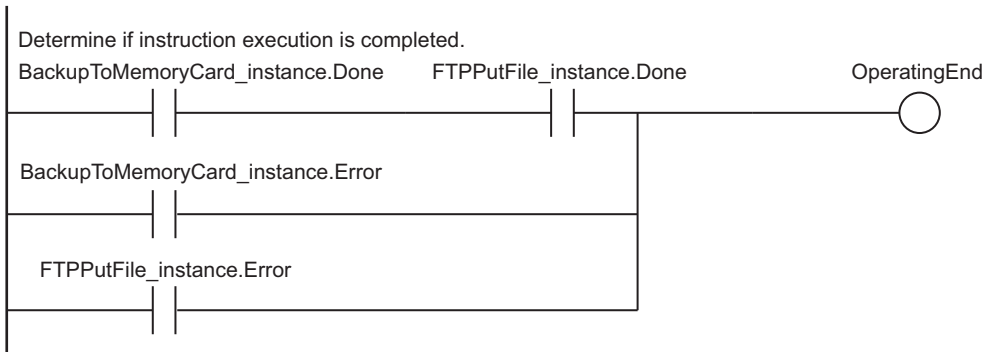 Determine if instruction execution is completed.
BackupToMemoryCard_instance.Done FTPPutFile_instance.Done OperatingEnd
BackupToMemoryCard_instance.Error
FTPPutFile_instance.Error